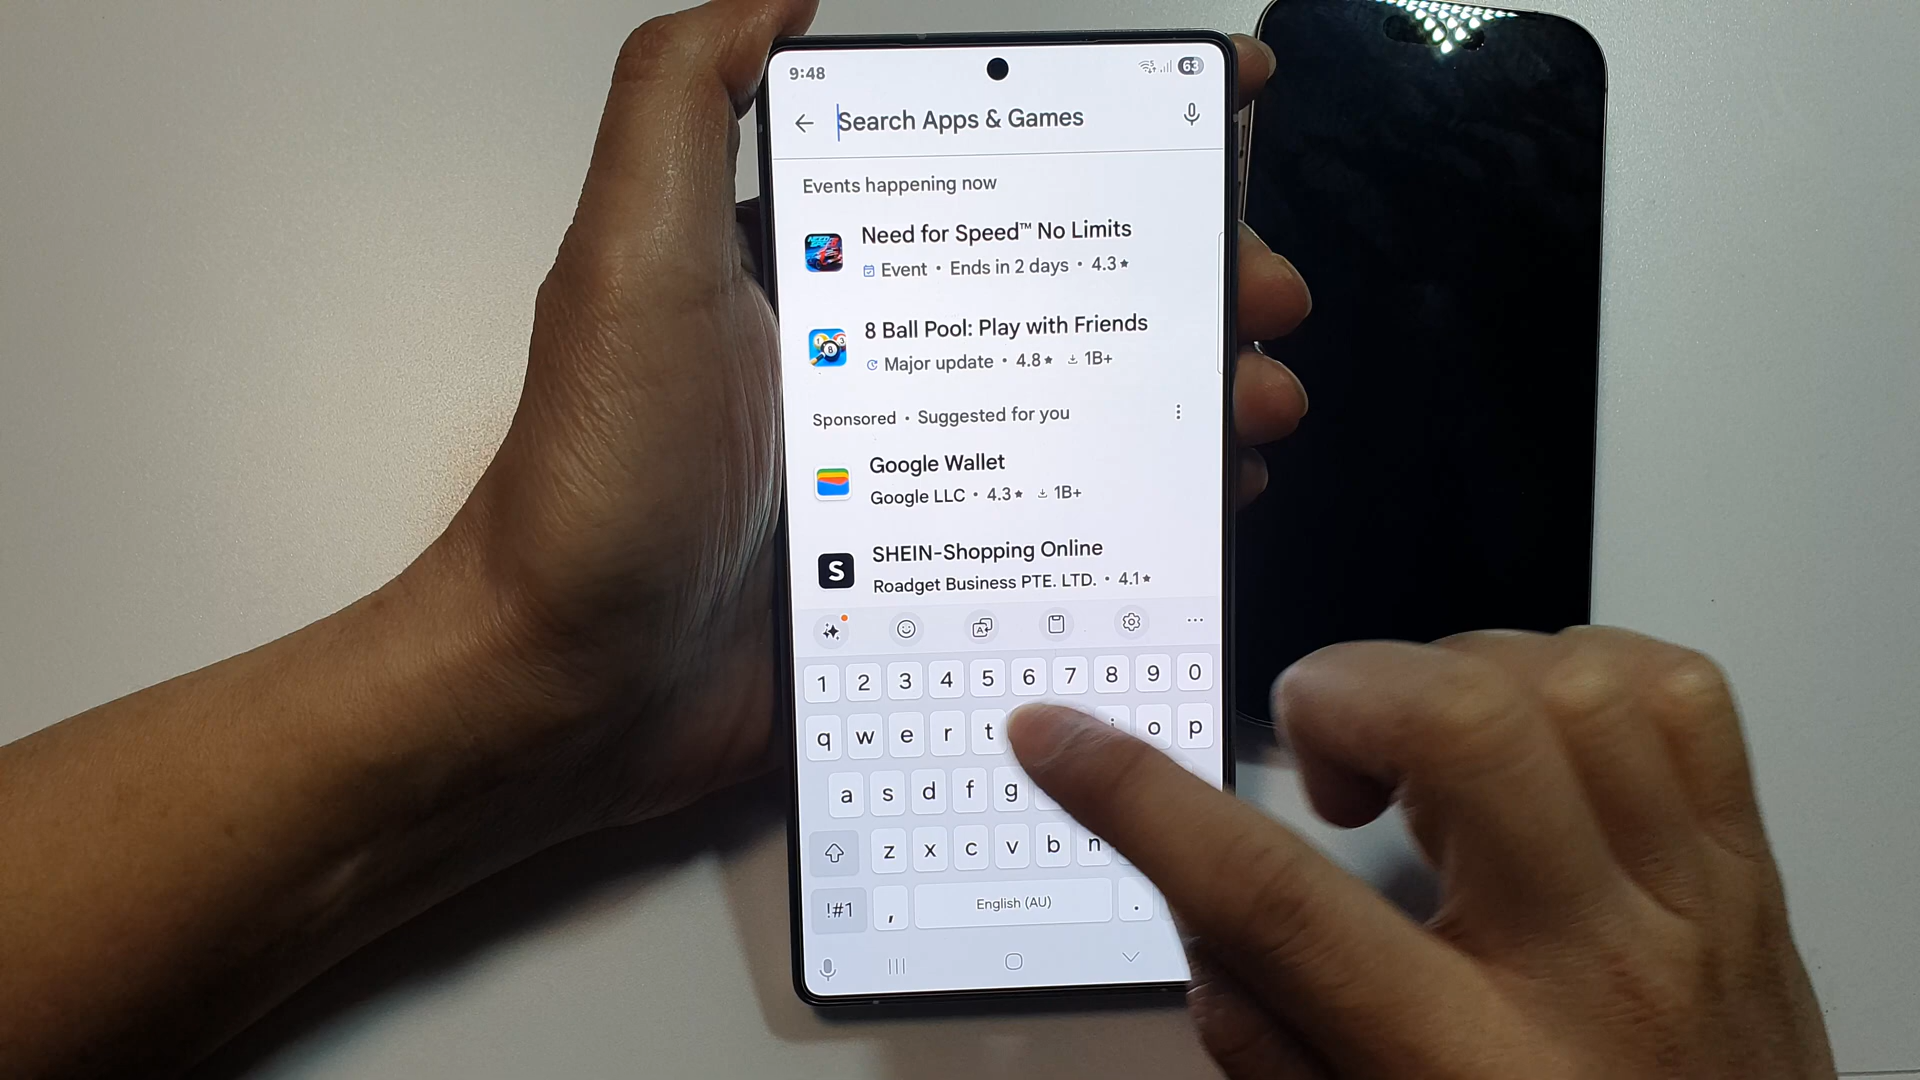 9:48
63
Search Apps & Games
Events happening now
Need for Speed™ No Limits
Event • Ends in 2 days • 4.3★
8 Ball Pool: Play with Friends
Major update • 4.8★ 1B+
Sponsored • Suggested for you
Google Wallet
Google LLC • 4.3★ 1B+
S
SHEIN-Shopping Online
Roadget Business PTE. LTD. • 4.1★
1 2 3 4 5 6 7 8 9 0
q w e r t o p
a s d f g
z x c v b n
!#1 , English (AU) .